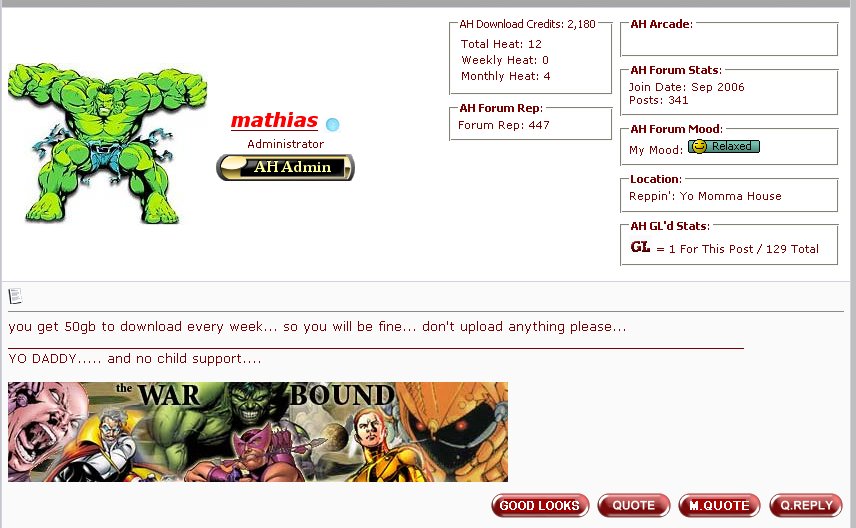 mathias
Administrator
AH Admin
AH Download Credits: 2,180
Total Heat: 12
Weekly Heat: 0
Monthly Heat: 4
AH Forum Rep:
Forum Rep: 447
AH Arcade:
AH Forum Stats:
Join Date: Sep 2006
Posts: 341
AH Forum Mood:
My Mood: Relaxed
Location:
Reppin': Yo Momma House
AH GL'd Stats:
GL = 1 For This Post / 129 Total
you get 50gb to download every week... so you will be fine... don't upload anything please...
YO DADDY..... and no child support....
the WAR BOUND
GOOD LOOKS QUOTE M.QUOTE Q.REPLY